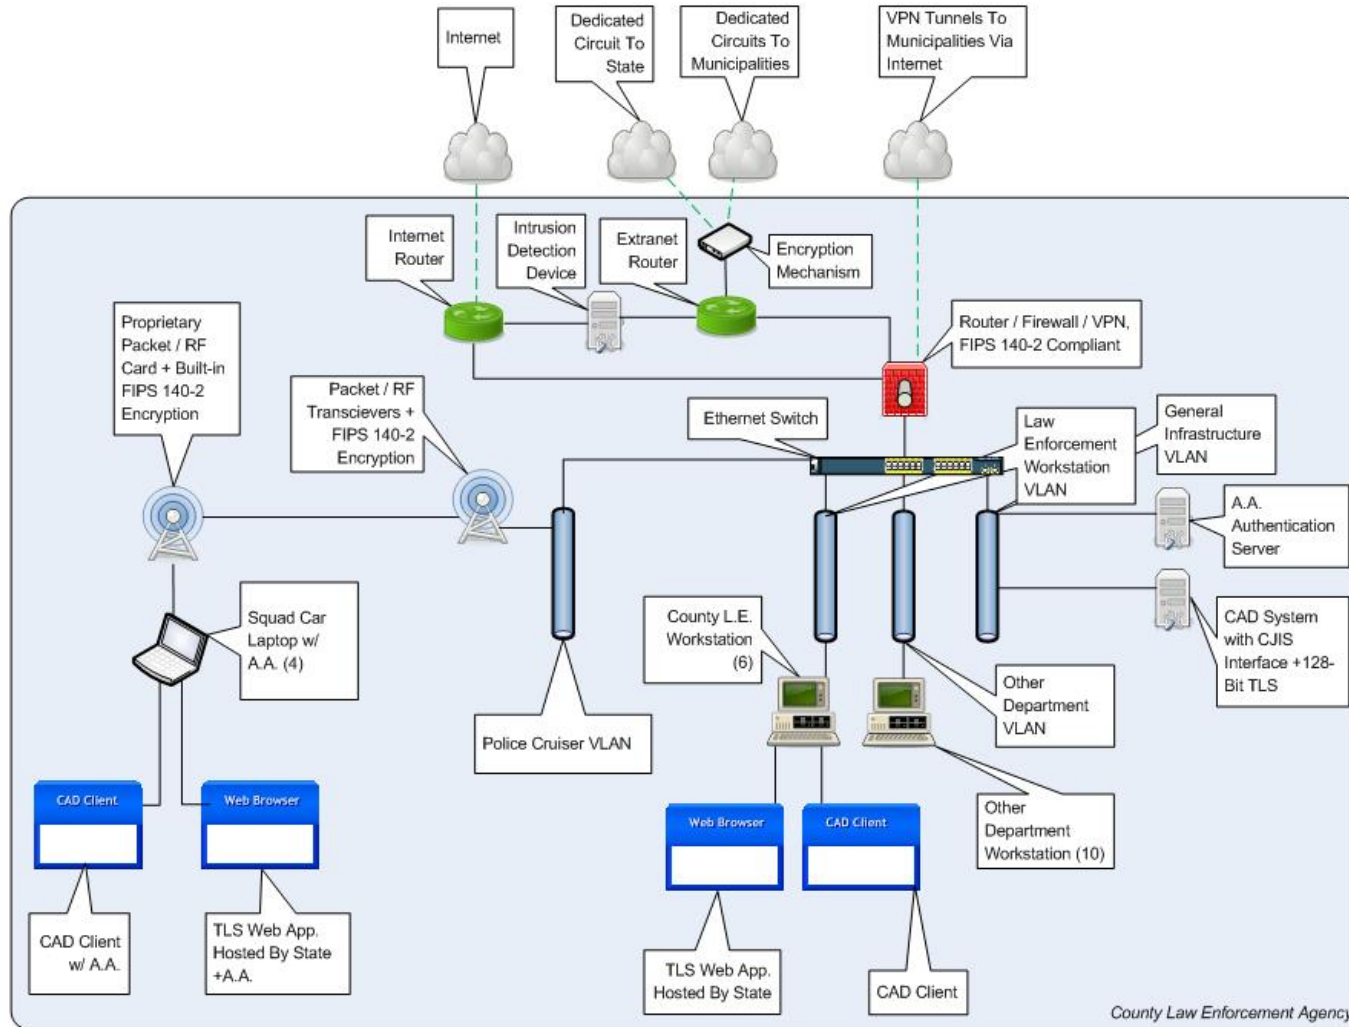 Internet
Dedicated
Circuit To
State
Dedicated
Circuits To
Municipalities
VPN Tunnels To
Municipalities Via
Internet
Internet
Router
Intrusion
Detection
Device
Extranet
Router
Encryption
Mechanism
Proprietary
Packet / RF
Card + Built-in
FIPS 140-2
Encryption
Packet / RF
Transcievers +
FIPS 140-2
Encryption
Router / Firewall / VPN,
FIPS 140-2 Compliant
Ethernet Switch
Law
Enforcement
Workstation
VLAN
General
Infrastructure
VLAN
A.A.
Authentication
Server
Squad Car
Laptop w/
A.A. (4)
County L.E.
Workstation
(6)
CAD System
with CJIS
Interface +128-
Bit TLS
Police Cruiser VLAN
Other
Department
VLAN
CAD Client
Web Browser
Web Browser
CAD Client
Other
Department
Workstation (10)
CAD Client
w/ A.A.
TLS Web App.
Hosted By State
+A.A.
TLS Web App.
Hosted By State
CAD Client
County Law Enforcement Agency